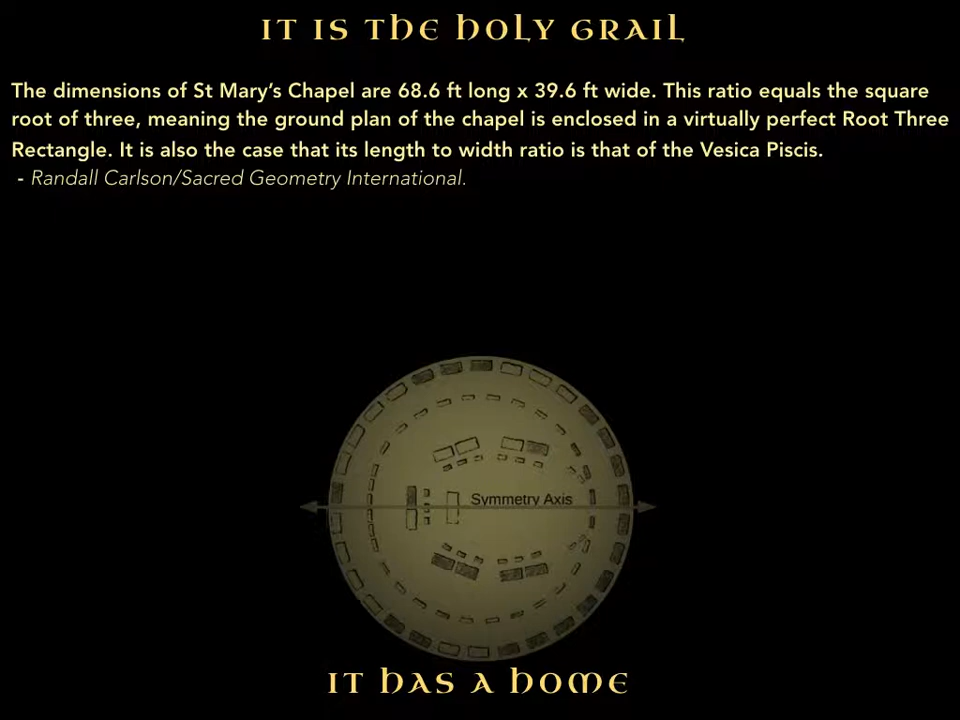 IT IS THE HOLY GRAIL
The dimensions of St Mary's Chapel are 68.6 ft long x 39.6 ft wide. This ratio equals the square
root of three, meaning the ground plan of the chapel is enclosed in a virtually perfect Root Three
Rectangle. It is also the case that its length to width ratio is that of the Vesica Piscis.
- Randall Carlson/Sacred Geometry International.
Symmetry Axis
IT HAS A HOME